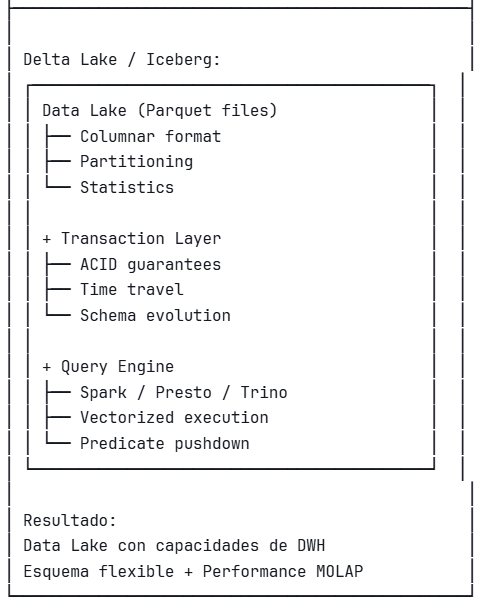 Delta Lake / Iceberg:
Data Lake (Parquet files)
├── Columnar format
├── Partitioning
└── Statistics
+ Transaction Layer
├── ACID guarantees
├── Time travel
└── Schema evolution
+ Query Engine
├── Spark / Presto / Trino
├── Vectorized execution
└── Predicate pushdown
Resultado:
Data Lake con capacidades de DWH
Esquema flexible + Performance MOLAP